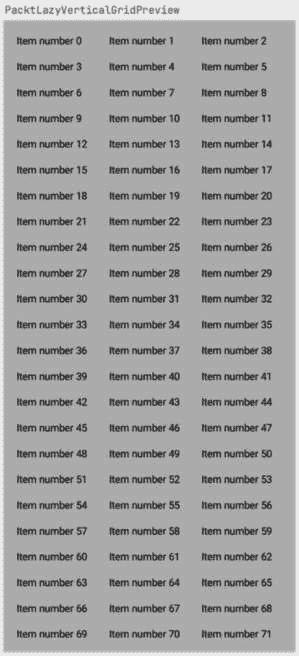 PacktLazyVerticalGridPreview
Item number 0 Item number 1 Item number 2
Item number 3 Item number 4 Item number 5
Item number 6 Item number 7 Item number 8
Item number 9 Item number 10 Item number 11
Item number 12 Item number 13 Item number 14
Item number 15 Item number 16 Item number 17
Item number 18 Item number 19 Item number 20
Item number 21 Item number 22 Item number 23
Item number 24 Item number 25 Item number 26
Item number 27 Item number 28 Item number 29
Item number 30 Item number 31 Item number 32
Item number 33 Item number 34 Item number 35
Item number 36 Item number 37 Item number 38
Item number 39 Item number 40 Item number 41
Item number 42 Item number 43 Item number 44
Item number 45 Item number 46 Item number 47
Item number 48 Item number 49 Item number 50
Item number 51 Item number 52 Item number 53
Item number 54 Item number 55 Item number 56
Item number 57 Item number 58 Item number 59
Item number 60 Item number 61 Item number 62
Item number 63 Item number 64 Item number 65
Item number 66 Item number 67 Item number 68
Item number 69 Item number 70 Item number 71